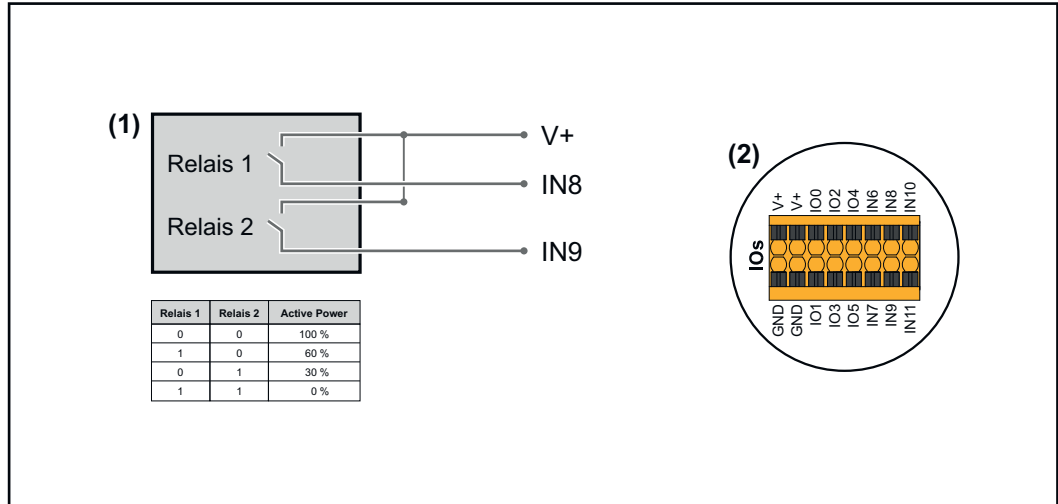 (1)
Relais 1
Relais 2
V+
IN8
IN9
Relais 1 Relais 2 Active Power
0 0 100 %
1 0 60 %
0 1 30 %
1 1 0 %
(2)
V+ V+ IO0 IO2 IO4 IN6 IN8 IN10
IOs
GND GND IO1 IO3 IO5 IN7 IN9 IN11